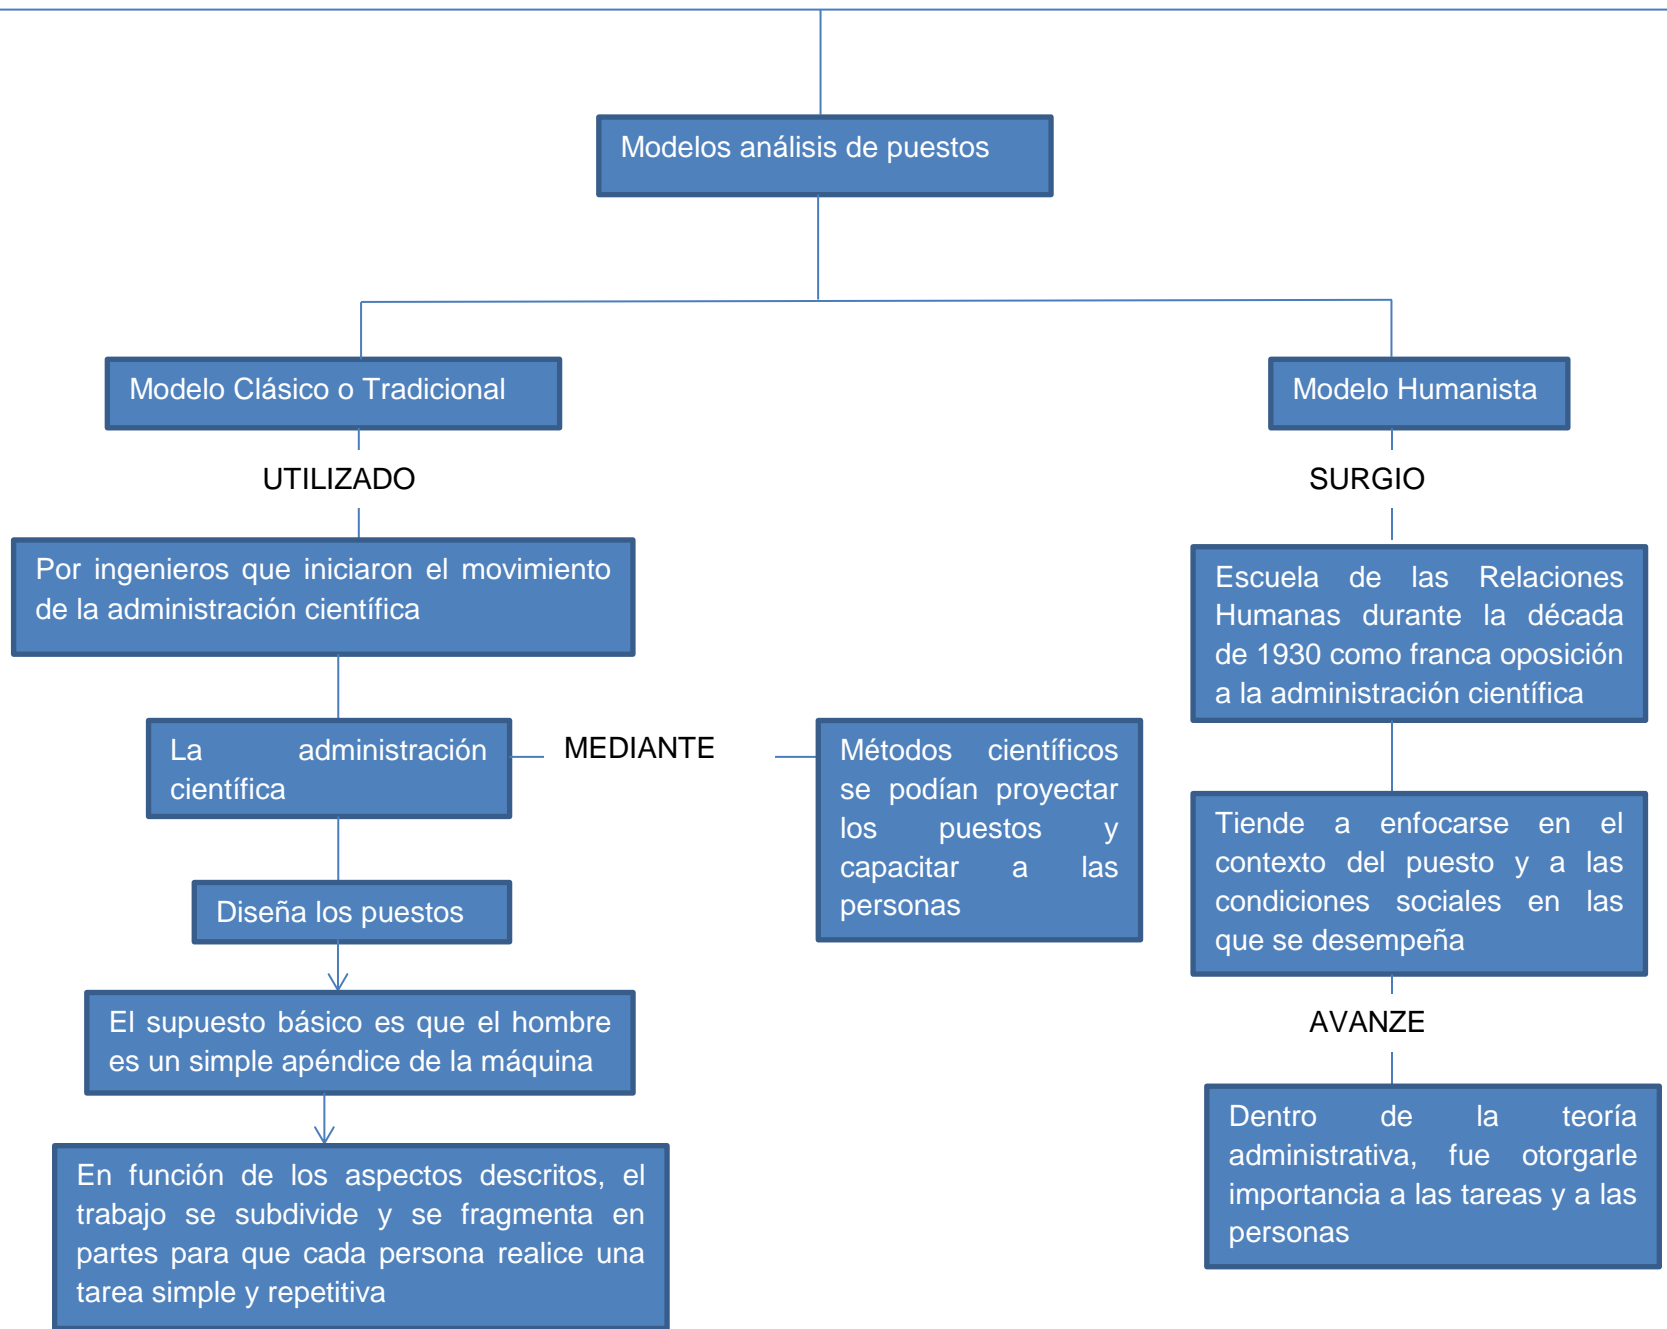 Modelos análisis de puestos
Modelo Clásico o Tradicional
UTILIZADO
Por ingenieros que iniciaron el movimiento
de la administración científica
La administración
científica
MEDIANTE
Métodos científicos
se podían proyectar
los puestos y
capacitar a las
personas
Diseña los puestos
El supuesto básico es que el hombre
es un simple apéndice de la máquina
En función de los aspectos descritos, el
trabajo se subdivide y se fragmenta en
partes para que cada persona realice una
tarea simple y repetitiva
Modelo Humanista
SURGIO
Escuela de las Relaciones
Humanas durante la década
de 1930 como franca oposición
a la administración científica
Tiende a enfocarse en el
contexto del puesto y a las
condiciones sociales en las
que se desempeña
AVANZE
Dentro de la teoría
administrativa, fue otorgarle
importancia a las tareas y a las
personas